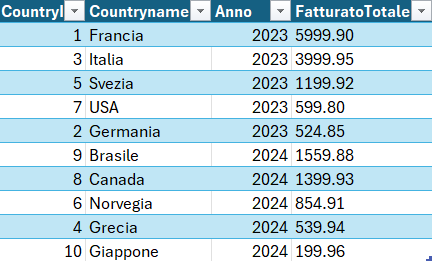 CountryI Countryname Anno FatturatoTotale
1 Francia 2023 5999.90
3 Italia 2023 3999.95
5 Svezia 2023 1199.92
7 USA 2023 599.80
2 Germania 2023 524.85
9 Brasile 2024 1559.88
8 Canada 2024 1399.93
6 Norvegia 2024 854.91
4 Grecia 2024 539.94
10 Giappone 2024 199.96